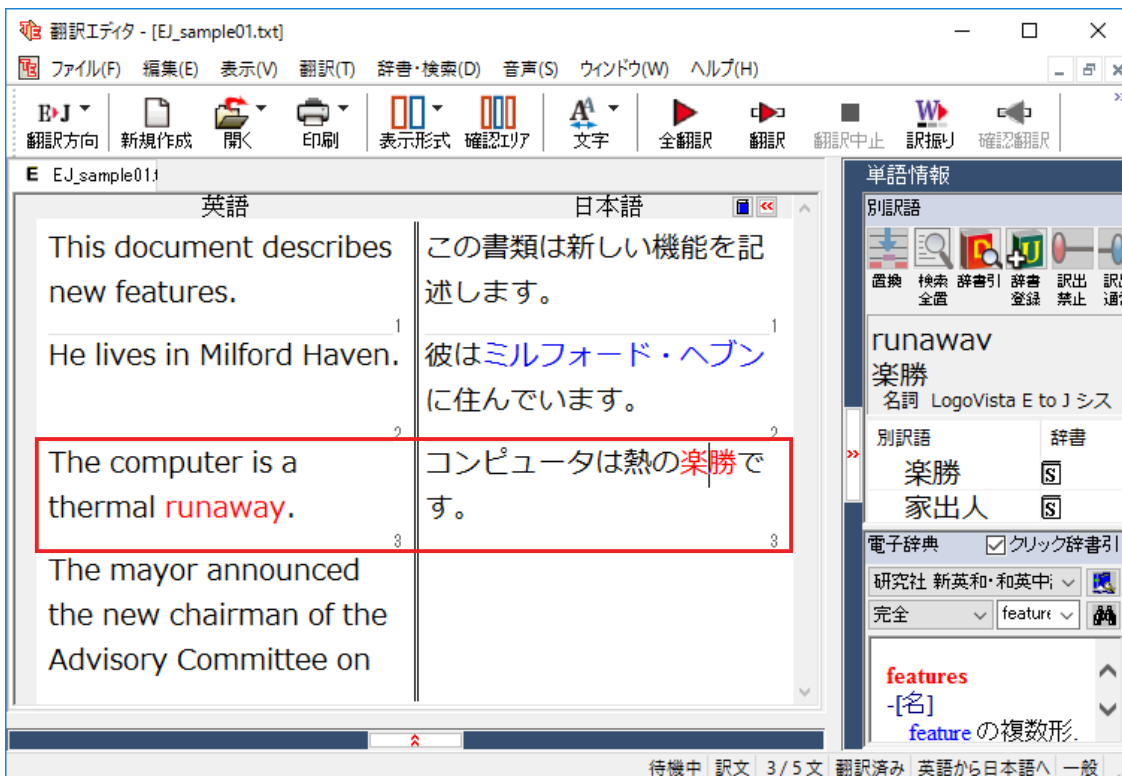 翻訳エディタ - [EJ_sample01.txt]
ファイル(F) 編集(E) 表示(V) 翻訳(T) 辞書・検索(D) 音声(S) ウィンドウ(W) ヘルプ(H)
E▸J
翻訳方向 新規作成 開く 印刷 表示形式 確認エリア 文字 全翻訳 翻訳 翻訳中止 訳振り 確認翻訳
E EJ_sample01.t
英語 日本語
This document describes
new features.
1
この書類は新しい機能を記
述します。
1
He lives in Milford Haven.
2
彼はミルフォード・ヘブン
に住んでいます。
2
The computer is a
thermal runaway.
3
コンピュータは熱の楽勝で
す。
3
The mayor announced
the new chairman of the
Advisory Committee on
単語情報
別訳語
置換 検索 辞書引 辞書 訳出
全置 登録 禁止
runaway
楽勝
名詞 LogoVista E to J シス
別訳語 辞書
楽勝 S
家出人 S
電子辞典 クリック辞書引
研究社 新英和・和英中
完全 feature
features
-[名]
feature の複数形.
待機中 訳文 3/5文 翻訳済み 英語から日本語へ 一般